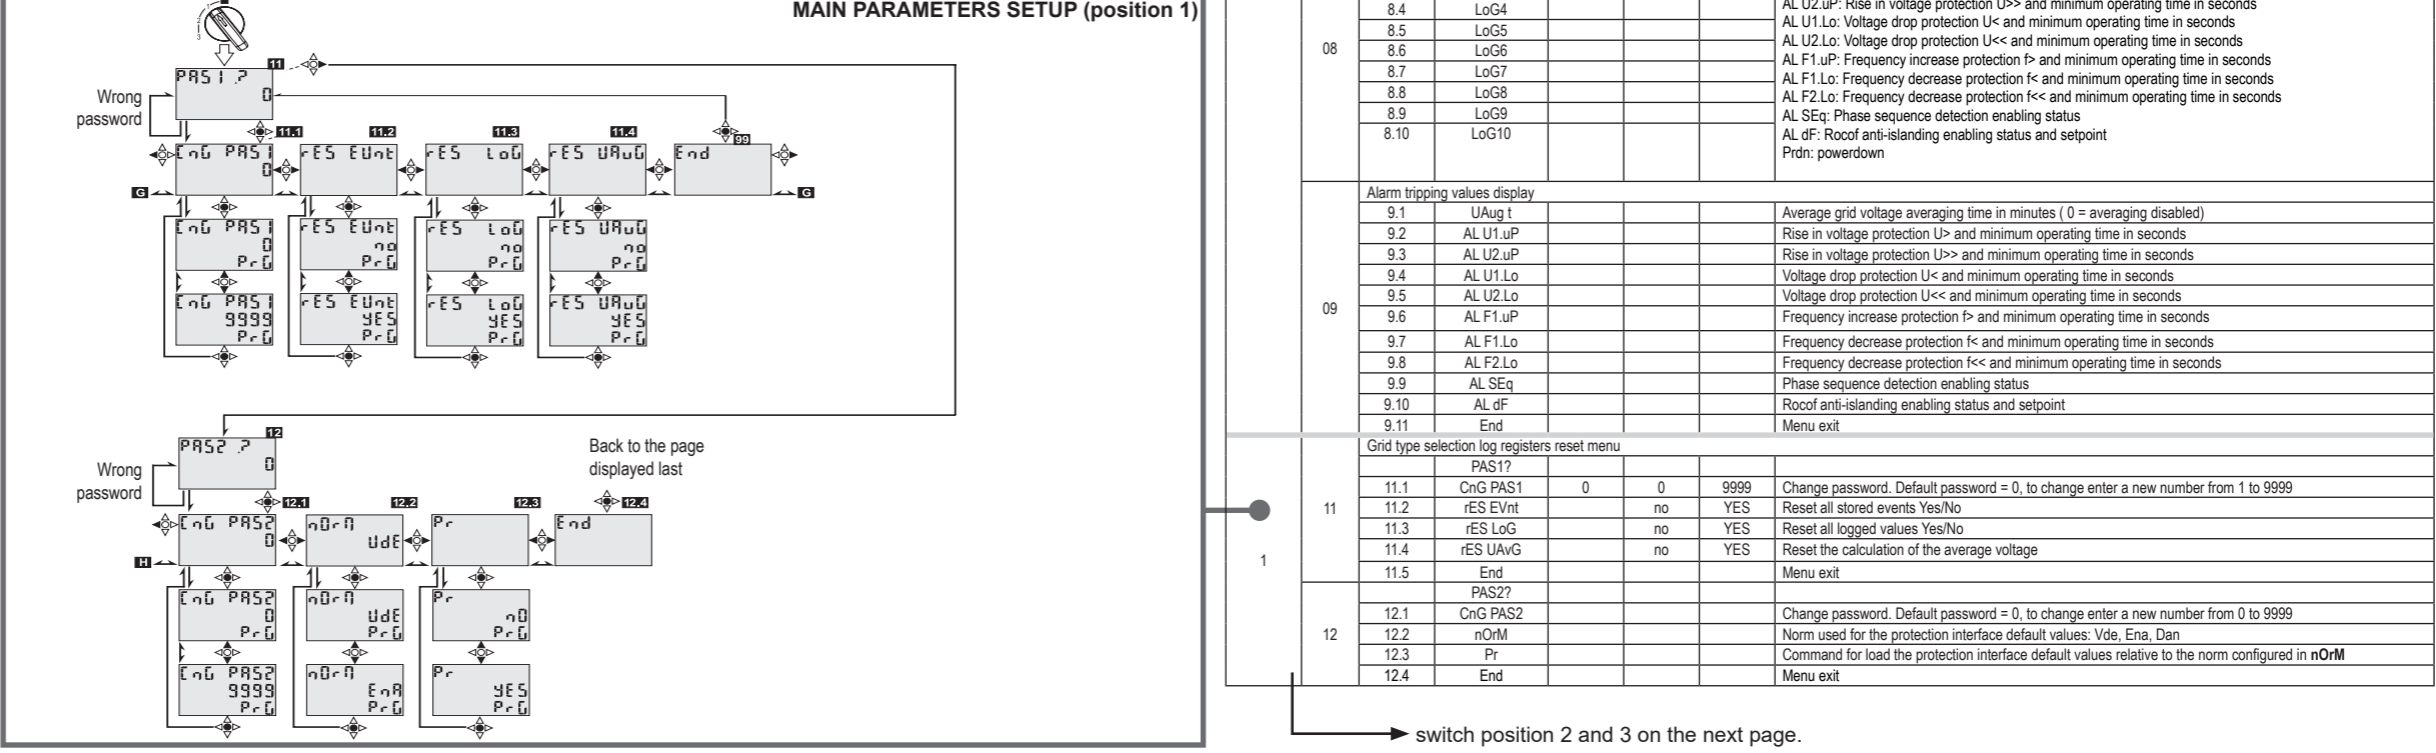 MAIN PARAMETERS SETUP (position 1)
1
2
3
11
PAS1 .?
0
Wrong
password
11.1
11.2
11.3
11.4
99
CnG PAS1
0
rES EUnt
rES LoG
rES UAuG
End
G
G
CnG PAS1
0
PrG
rES EUnt
no
PrG
rES LoG
no
PrG
rES UAuG
no
PrG
CnG PAS1
9999
PrG
rES EUnt
YES
PrG
rES LoG
YES
PrG
rES UAuG
YES
PrG
12
PAS2 .?
0
Back to the page
displayed last
Wrong
password
12.1
12.2
12.3
12.4
CnG PAS2
0
nOrM
UdE
Pr
End
H
CnG PAS2
0
PrG
nOrM
UdE
PrG
Pr
nO
PrG
CnG PAS2
9999
PrG
nOrM
EnA
PrG
Pr
YES
PrG
08
8.4 LoG4
8.5 LoG5
8.6 LoG6
8.7 LoG7
8.8 LoG8
8.9 LoG9
8.10 LoG10
AL U2.uP: Rise in voltage protection U>> and minimum operating time in seconds
AL U1.Lo: Voltage drop protection U< and minimum operating time in seconds
AL U2.Lo: Voltage drop protection U<< and minimum operating time in seconds
AL F1.uP: Frequency increase protection f> and minimum operating time in seconds
AL F1.Lo: Frequency decrease protection f< and minimum operating time in seconds
AL F2.Lo: Frequency decrease protection f<< and minimum operating time in seconds
AL SEq: Phase sequence detection enabling status
AL dF: Rocof anti-islanding enabling status and setpoint
Prdn: powerdown
09
Alarm tripping values display
9.1 UAug t Average grid voltage averaging time in minutes ( 0 = averaging disabled)
9.2 AL U1.uP Rise in voltage protection U> and minimum operating time in seconds
9.3 AL U2.uP Rise in voltage protection U>> and minimum operating time in seconds
9.4 AL U1.Lo Voltage drop protection U< and minimum operating time in seconds
9.5 AL U2.Lo Voltage drop protection U<< and minimum operating time in seconds
9.6 AL F1.uP Frequency increase protection f> and minimum operating time in seconds
9.7 AL F1.Lo Frequency decrease protection f< and minimum operating time in seconds
9.8 AL F2.Lo Frequency decrease protection f<< and minimum operating time in seconds
9.9 AL SEq Phase sequence detection enabling status
9.10 AL dF Rocof anti-islanding enabling status and setpoint
9.11 End Menu exit
1
11
Grid type selection log registers reset menu
PAS1?
11.1 CnG PAS1 0 0 9999 Change password. Default password = 0, to change enter a new number from 1 to 9999
11.2 rES EVnt no YES Reset all stored events Yes/No
11.3 rES LoG no YES Reset all logged values Yes/No
11.4 rES UAvG no YES Reset the calculation of the average voltage
11.5 End Menu exit
12
PAS2?
12.1 CnG PAS2 Change password. Default password = 0, to change enter a new number from 0 to 9999
12.2 nOrM Norm used for the protection interface default values: Vde, Ena, Dan
12.3 Pr Command for load the protection interface default values relative to the norm configured in nOrM
12.4 End Menu exit
switch position 2 and 3 on the next page.